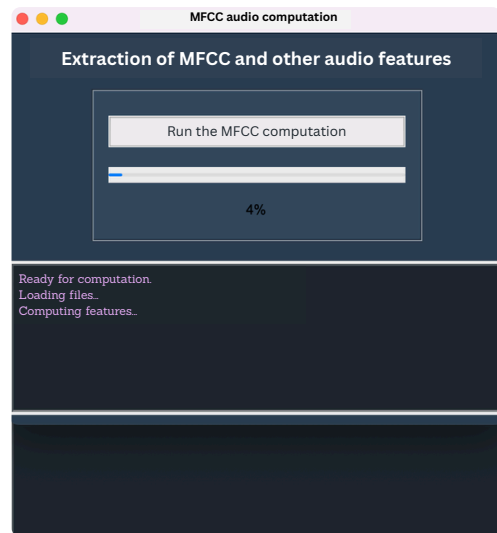 MFCC audio computation
Extraction of MFCC and other audio features
Run the MFCC computation
4%
Ready for computation.
Loading files...
Computing features...